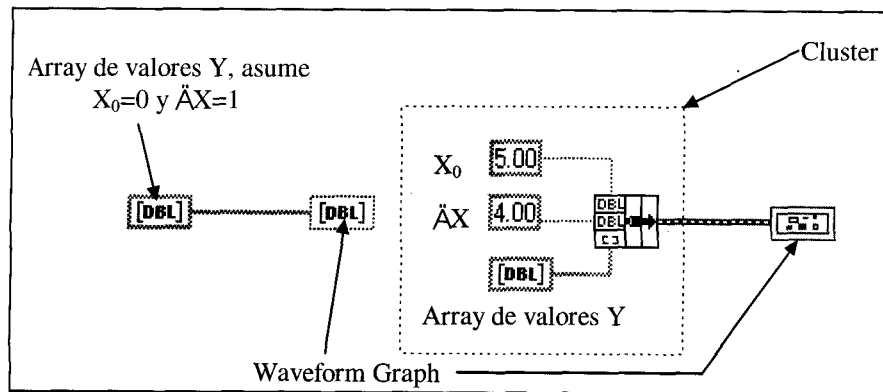 Array de valores Y, asume
X₀=0 y ÄX=1
[DBL]
[DBL]
Cluster
X₀
5.00
ÄX
4.00
DBL
DBL
[DBL]
Array de valores Y
Waveform Graph